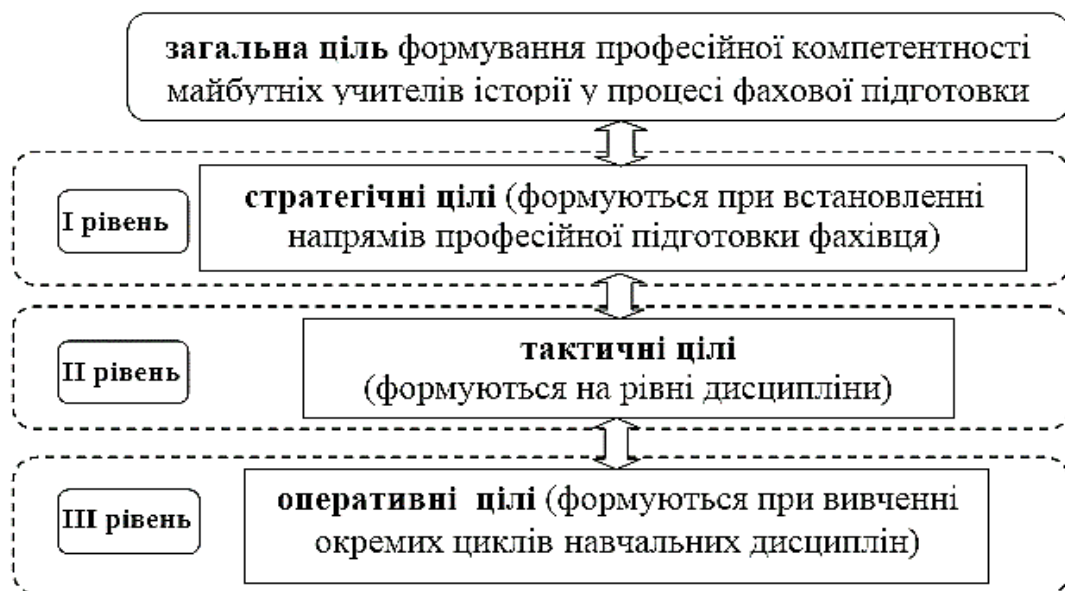 загальна ціль формування професійної компетентності
майбутніх учителів історії у процесі фахової підготовки
І рівень
стратегічні цілі (формуються при встановленні
напрямів професійної підготовки фахівця)
ІІ рівень
тактичні цілі
(формуються на рівні дисципліни)
ІІІ рівень
оперативні цілі (формуються при вивченні
окремих циклів навчальних дисциплін)